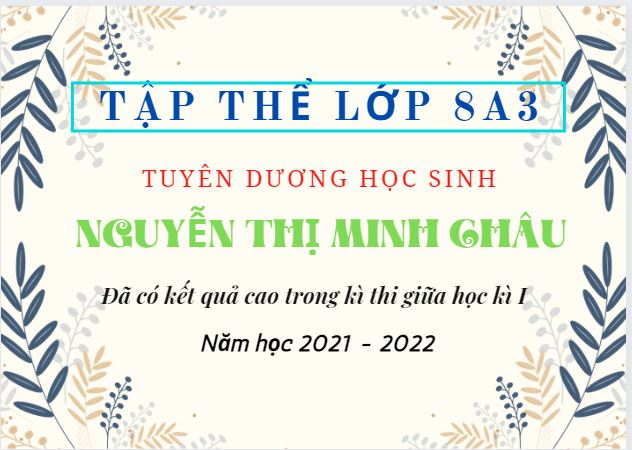 TẬP THỂ LỚP 8A3
TUYÊN DƯƠNG HỌC SINH
NGUYỄN THỊ MINH CHÂU
Đã có kết quả cao trong kì thi giữa học kì I
Năm học 2021 - 2022